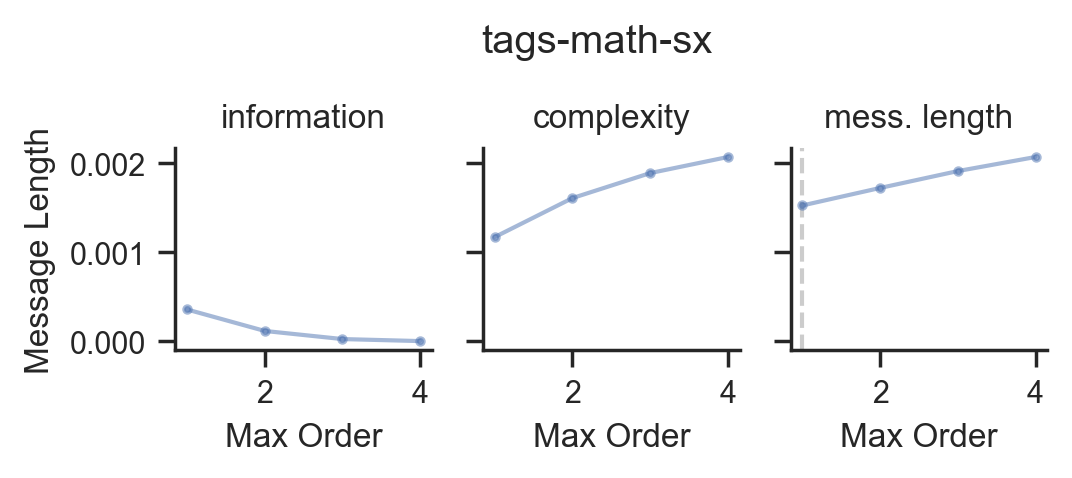 tags-math-sx
information
complexity
mess. length
Message Length
0.002
0.001
0.000
2
4
2
4
2
4
Max Order
Max Order
Max Order